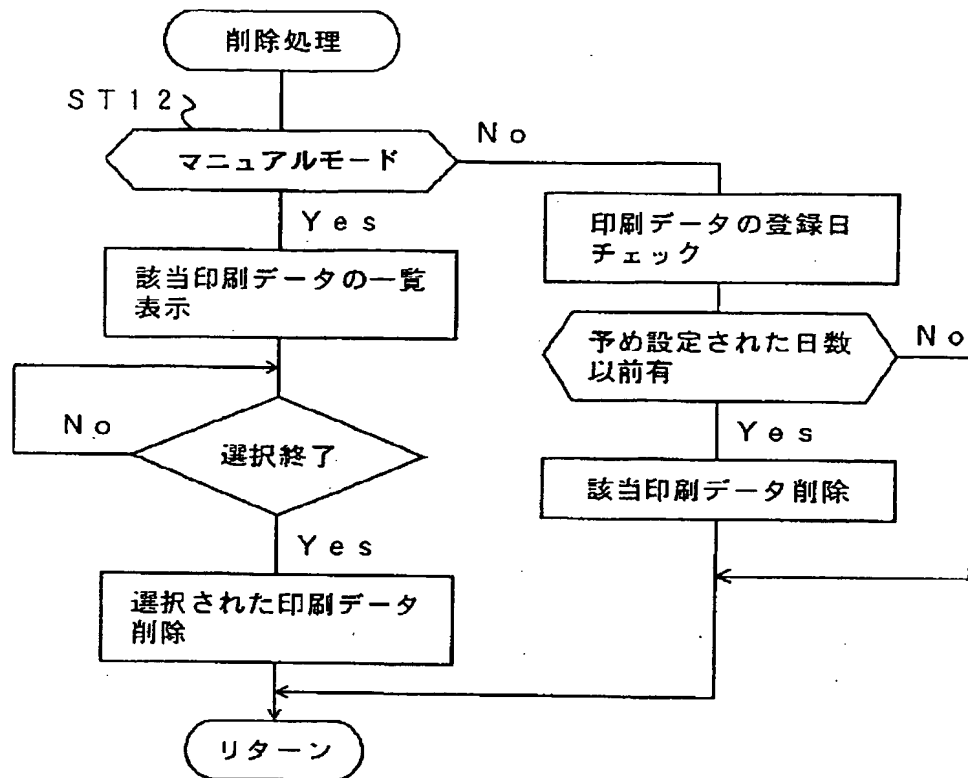 削除処理
ST12
マニュアルモード
No
Yes
印刷データの登録日
チェック
該当印刷データの一覧
表示
予め設定された日数
以前有
No
No
選択終了
Yes
該当印刷データ削除
Yes
選択された印刷データ
削除
リターン